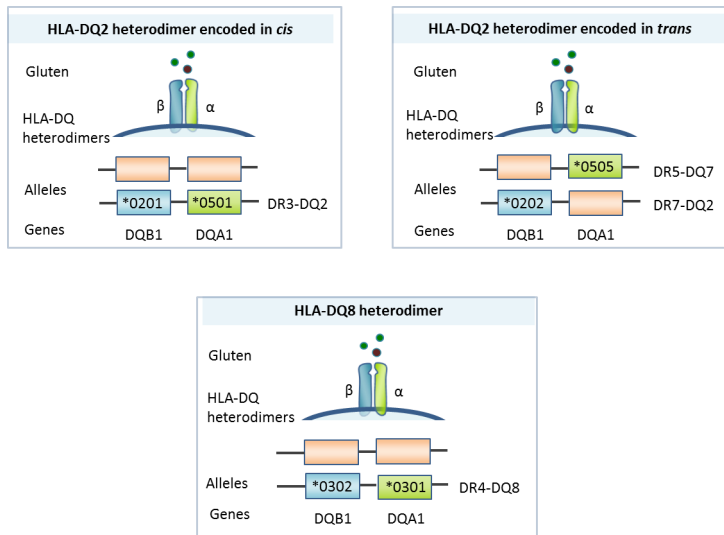 HLA-DQ2 heterodimer encoded in cis
Gluten
β α
HLA-DQ
heterodimers
Alleles
*0201 *0501 DR3-DQ2
Genes
DQB1 DQA1
HLA-DQ2 heterodimer encoded in trans
Gluten
β α
HLA-DQ
heterodimers
*0505 DR5-DQ7
Alleles
*0202 DR7-DQ2
Genes
DQB1 DQA1
HLA-DQ8 heterodimer
Gluten
β α
HLA-DQ
heterodimers
Alleles *0302 *0301 DR4-DQ8
Genes DQB1 DQA1